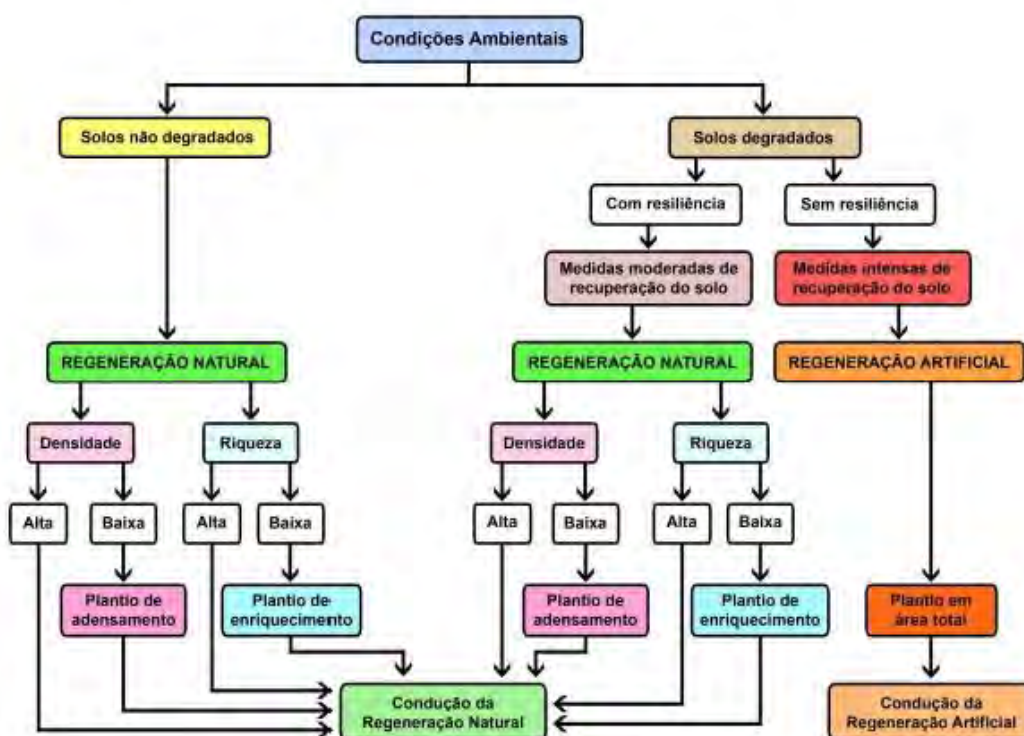 Condições Ambientais
Solos não degradados
Solos degradados
Com resiliência
Sem resiliência
Medidas moderadas de
recuperação do solo
Medidas intensas de
recuperação do solo
REGENERAÇÃO NATURAL
REGENERAÇÃO NATURAL
REGENERAÇÃO ARTIFICIAL
Densidade
Riqueza
Densidade
Riqueza
Alta
Baixa
Alta
Baixa
Alta
Baixa
Alta
Baixa
Plantio de
adensamento
Plantio de
enriquecimento
Plantio de
adensamento
Plantio de
enriquecimento
Plantio em
área total
Condução da
Regeneração Natural
Condução da
Regeneração Artificial